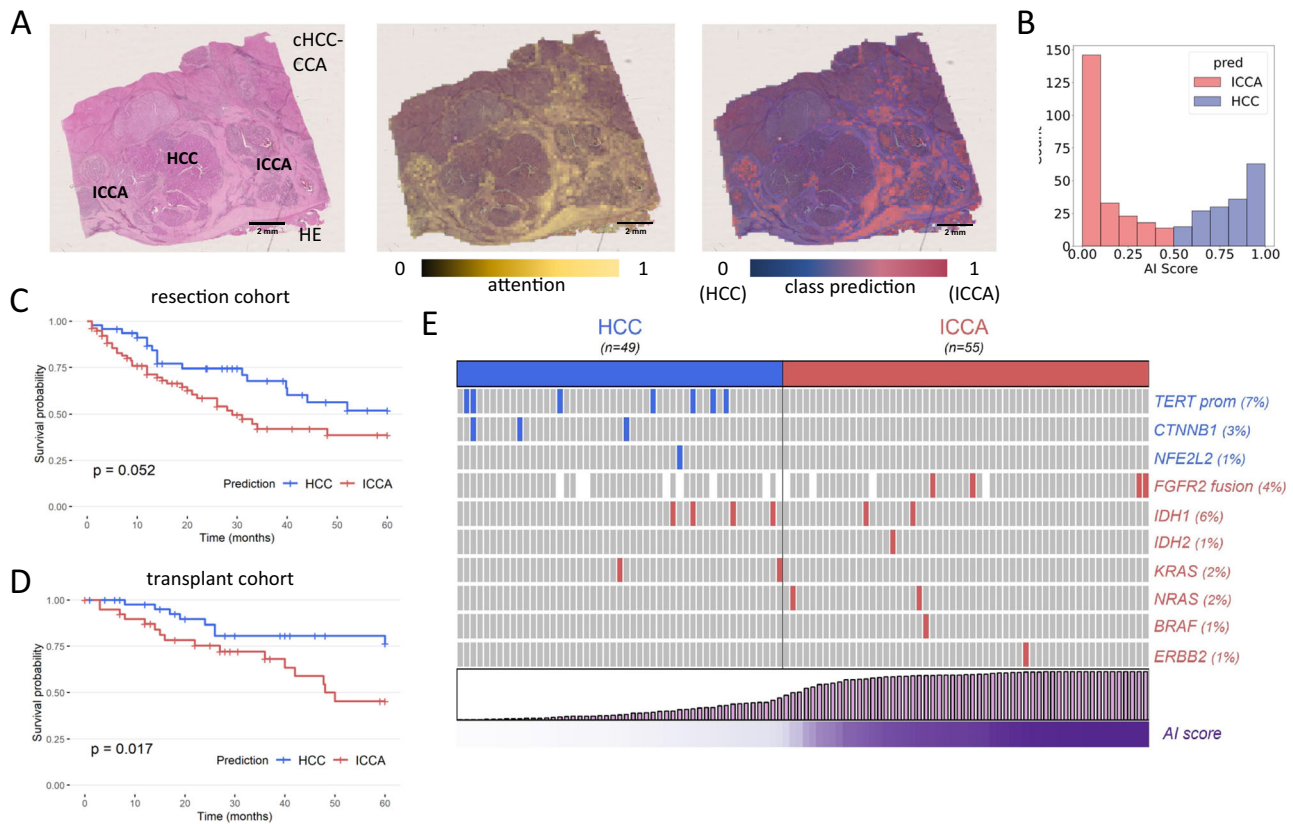 A
cHCC-
CCA
HCC
ICCA
ICCA
2 mm
HE
2 mm
2 mm
0
1
attention
0
1
(HCC)
class prediction
(ICCA)
B
150
125
100
75
50
25
0
0.00
0.25
0.50
0.75
1.00
AI Score
pred
ICCA
HCC
C
resection cohort
1.00
0.75
0.50
0.25
0.00
Survival probability
p = 0.052
Prediction
HCC
ICCA
0
10
20
30
40
50
60
Time (months)
D
transplant cohort
1.00
0.75
0.50
0.25
0.00
Survival probability
p = 0.017
Prediction
HCC
ICCA
0
10
20
30
40
50
60
Time (months)
E
HCC
(n=49)
ICCA
(n=55)
TERT prom (7%)
CTNNB1 (3%)
NFE2L2 (1%)
FGFR2 fusion (4%)
IDH1 (6%)
IDH2 (1%)
KRAS (2%)
NRAS (2%)
BRAF (1%)
ERBB2 (1%)
AI score